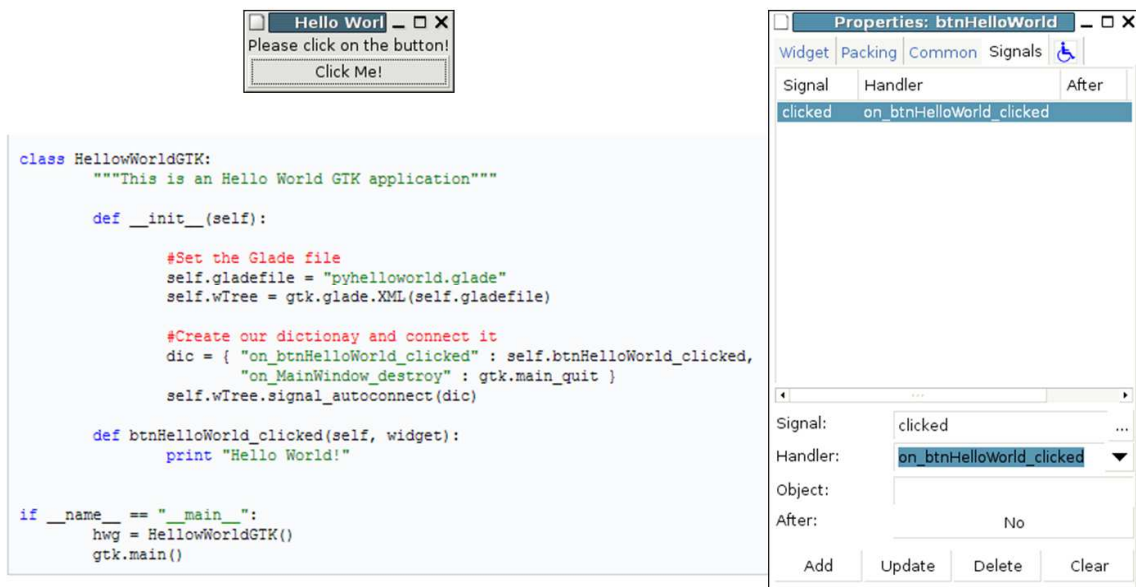 Hello Worl
Please click on the button!
Click Me!
class HellowWorldGTK:
"""This is an Hello World GTK application"""
def __init__(self):
#Set the Glade file
self.gladefile = "pyhelloworld.glade"
self.wTree = gtk.glade.XML(self.gladefile)
#Create our dictionay and connect it
dic = { "on_btnHelloWorld_clicked" : self.btnHelloWorld_clicked,
"on_MainWindow_destroy" : gtk.main_quit }
self.wTree.signal_autoconnect(dic)
def btnHelloWorld_clicked(self, widget):
print "Hello World!"
if __name__ == "__main__":
hwg = HellowWorldGTK()
gtk.main()
Properties: btnHelloWorld
Widget Packing Common Signals
Signal Handler After
clicked on_btnHelloWorld_clicked
Signal: clicked ...
Handler: on_btnHelloWorld_clicked
Object:
After: No
Add Update Delete Clear